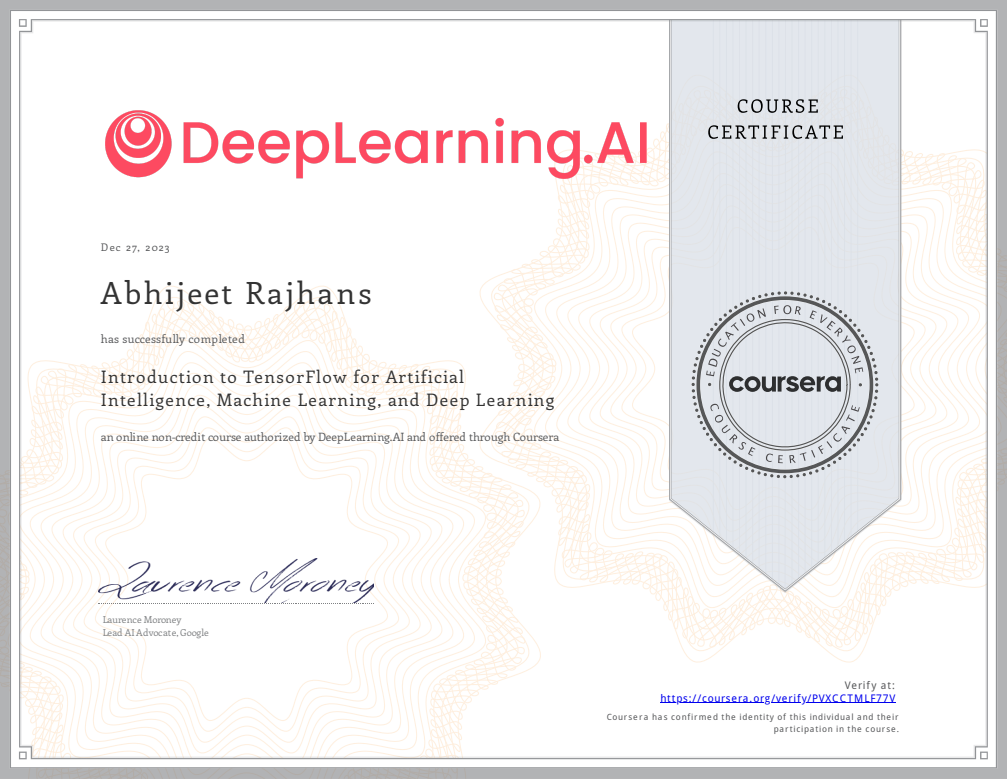 DeepLearning.AI
COURSE
CERTIFICATE
Dec 27, 2023
Abhijeet Rajhans
has successfully completed
Introduction to TensorFlow for Artificial
Intelligence, Machine Learning, and Deep Learning
an online non-credit course authorized by DeepLearning.AI and offered through Coursera
EDUCATION FOR EVERYONE
coursera
COURSE CERTIFICATE
Laurence Moroney
Laurence Moroney
Lead AI Advocate, Google
Verify at:
https://coursera.org/verify/PVXCCTMLF77V
Coursera has confirmed the identity of this individual and their
participation in the course.